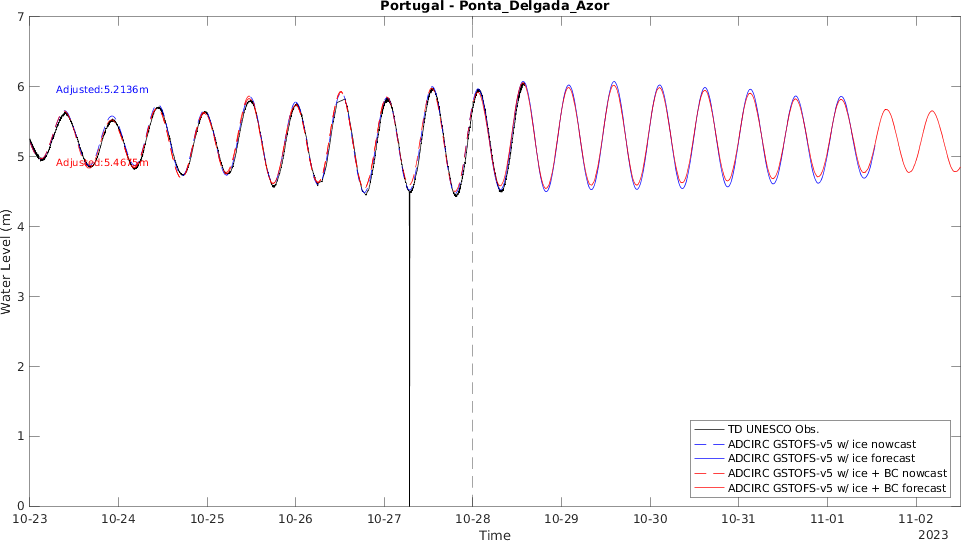 Portugal - Ponta_Delgada_Azor
7
6
5
4
3
2
1
0
Water Level (m)
Adjusted:5.2136m
Adjusted:5.4675m
TD UNESCO Obs.
ADCIRC GSTOFS-v5 w/ ice nowcast
ADCIRC GSTOFS-v5 w/ ice forecast
ADCIRC GSTOFS-v5 w/ ice + BC nowcast
ADCIRC GSTOFS-v5 w/ ice + BC forecast
10-23 10-24 10-25 10-26 10-27 10-28 10-29 10-30 10-31 11-01 11-02
Time
2023